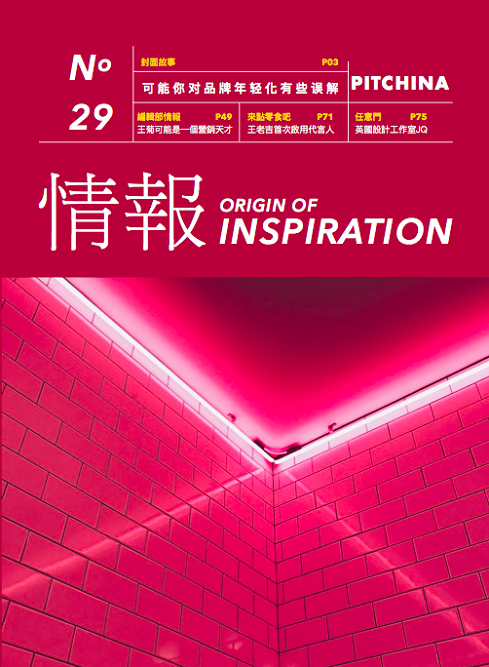 Nº
29
封面故事 P03
可能你对品牌年轻化有些误解
PITCHINA
編輯部情報 P49
王菊可能是一個營銷天才
來點零食吧 P71
王老吉首次啟用代言人
任意門 P75
英國設計工作室JQ
情報
ORIGIN OF
INSPIRATION